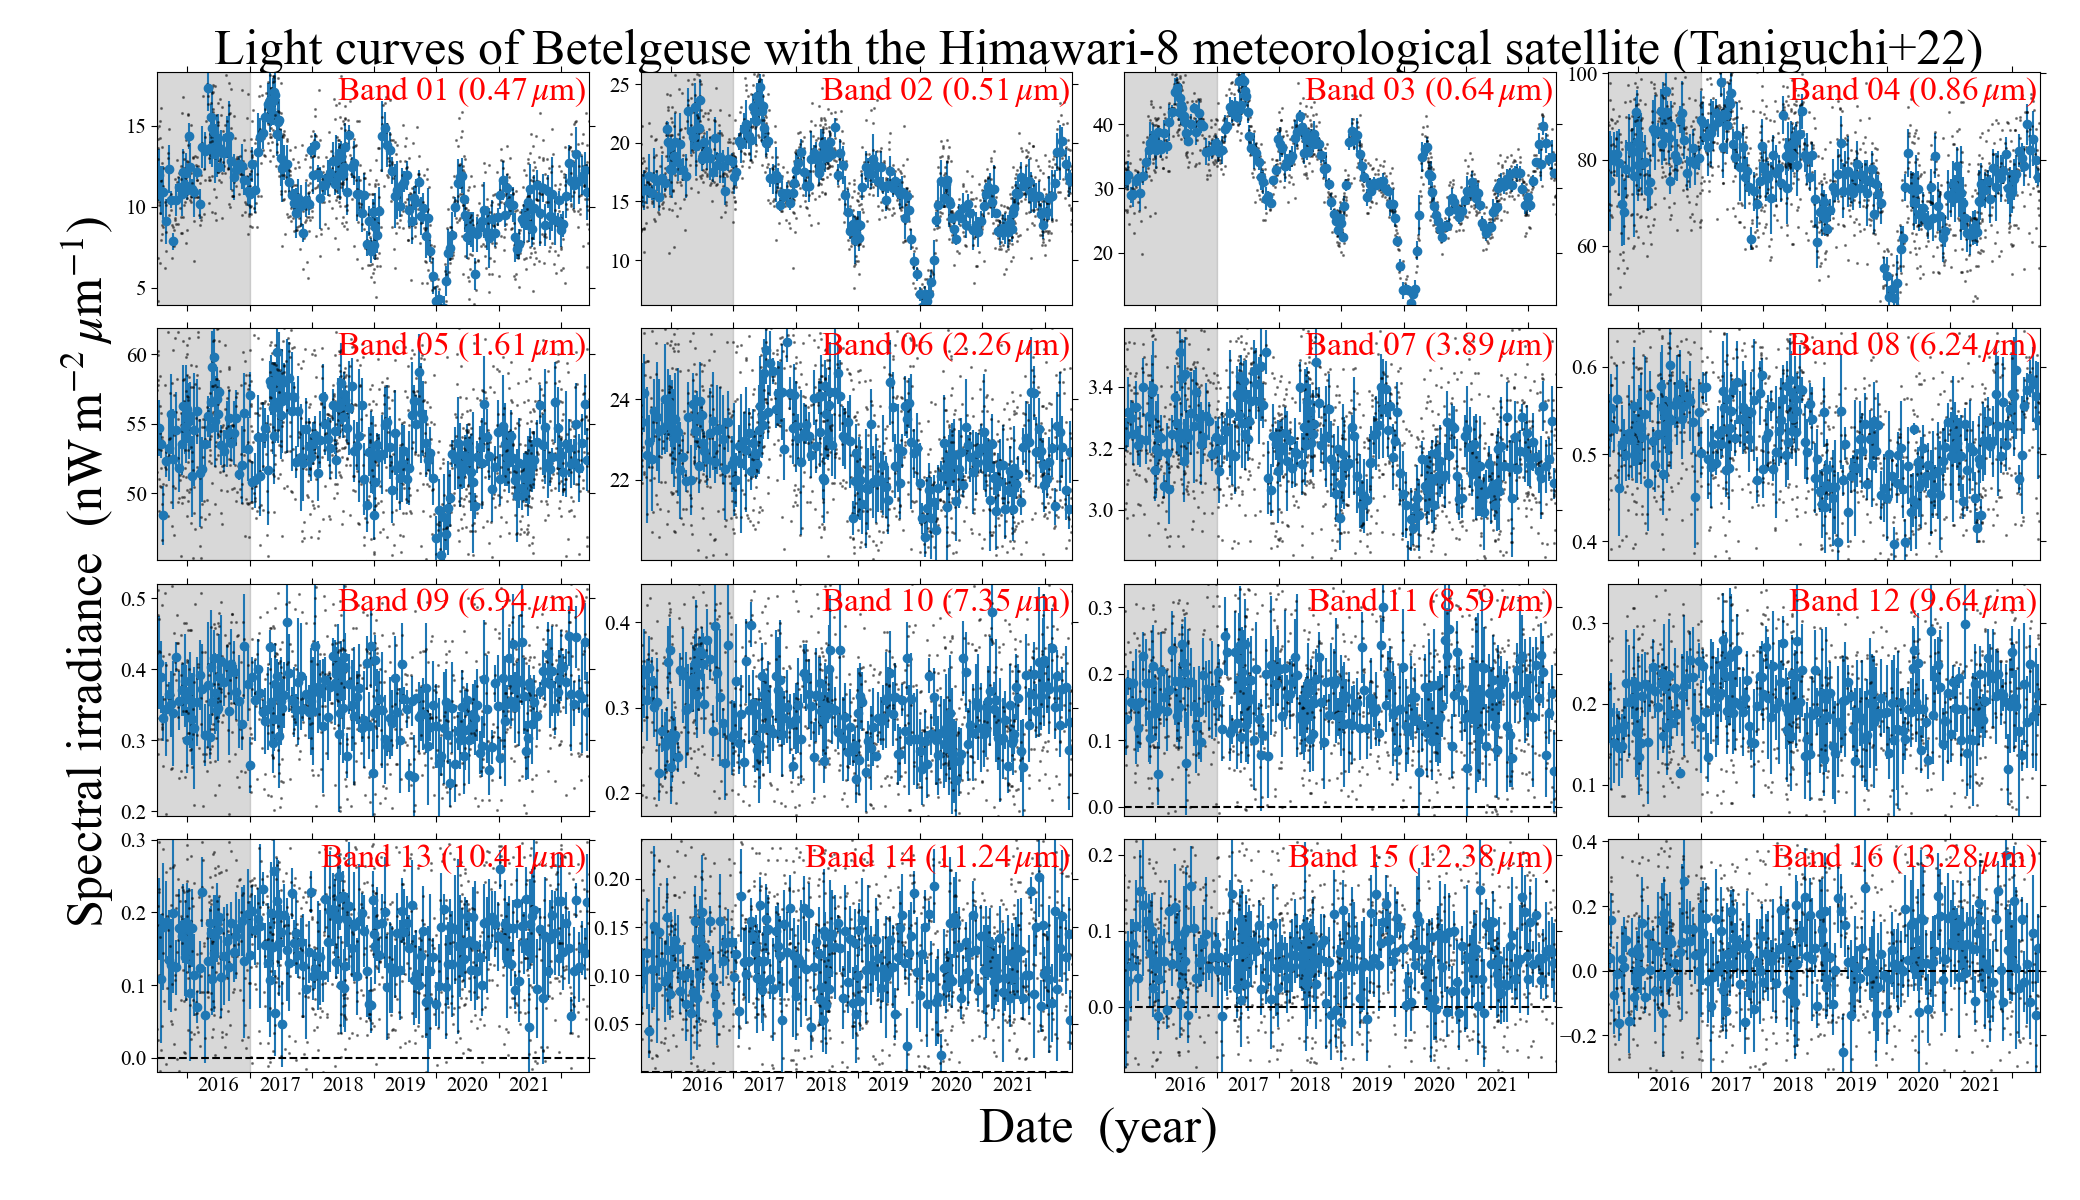 Light curves of Betelgeuse with the Himawari-8 meteorological satellite (Taniguchi+22)
Spectral irradiance (nW m−2 μm−1)
Band 01 (0.47 μm)
15
10
5
Band 02 (0.51 μm)
25
20
15
10
Band 03 (0.64 μm)
40
30
20
Band 04 (0.86 μm)
100
80
60
Band 05 (1.61 μm)
60
55
50
Band 06 (2.26 μm)
24
22
Band 07 (3.89 μm)
3.4
3.2
3.0
Band 08 (6.24 μm)
0.6
0.5
0.4
Band 09 (6.94 μm)
0.5
0.4
0.3
0.2
Band 10 (7.35 μm)
0.4
0.3
0.2
Band 11 (8.59 μm)
0.3
0.2
0.1
0.0
Band 12 (9.64 μm)
0.3
0.2
0.1
Band 13 (10.41 μm)
0.3
0.2
0.1
0.0
2016 2017 2018 2019 2020 2021
Band 14 (11.24 μm)
0.20
0.15
0.10
0.05
2016 2017 2018 2019 2020 2021
Band 15 (12.38 μm)
0.2
0.1
0.0
2016 2017 2018 2019 2020 2021
Band 16 (13.28 μm)
0.4
0.2
0.0
−0.2
2016 2017 2018 2019 2020 2021
Date (year)